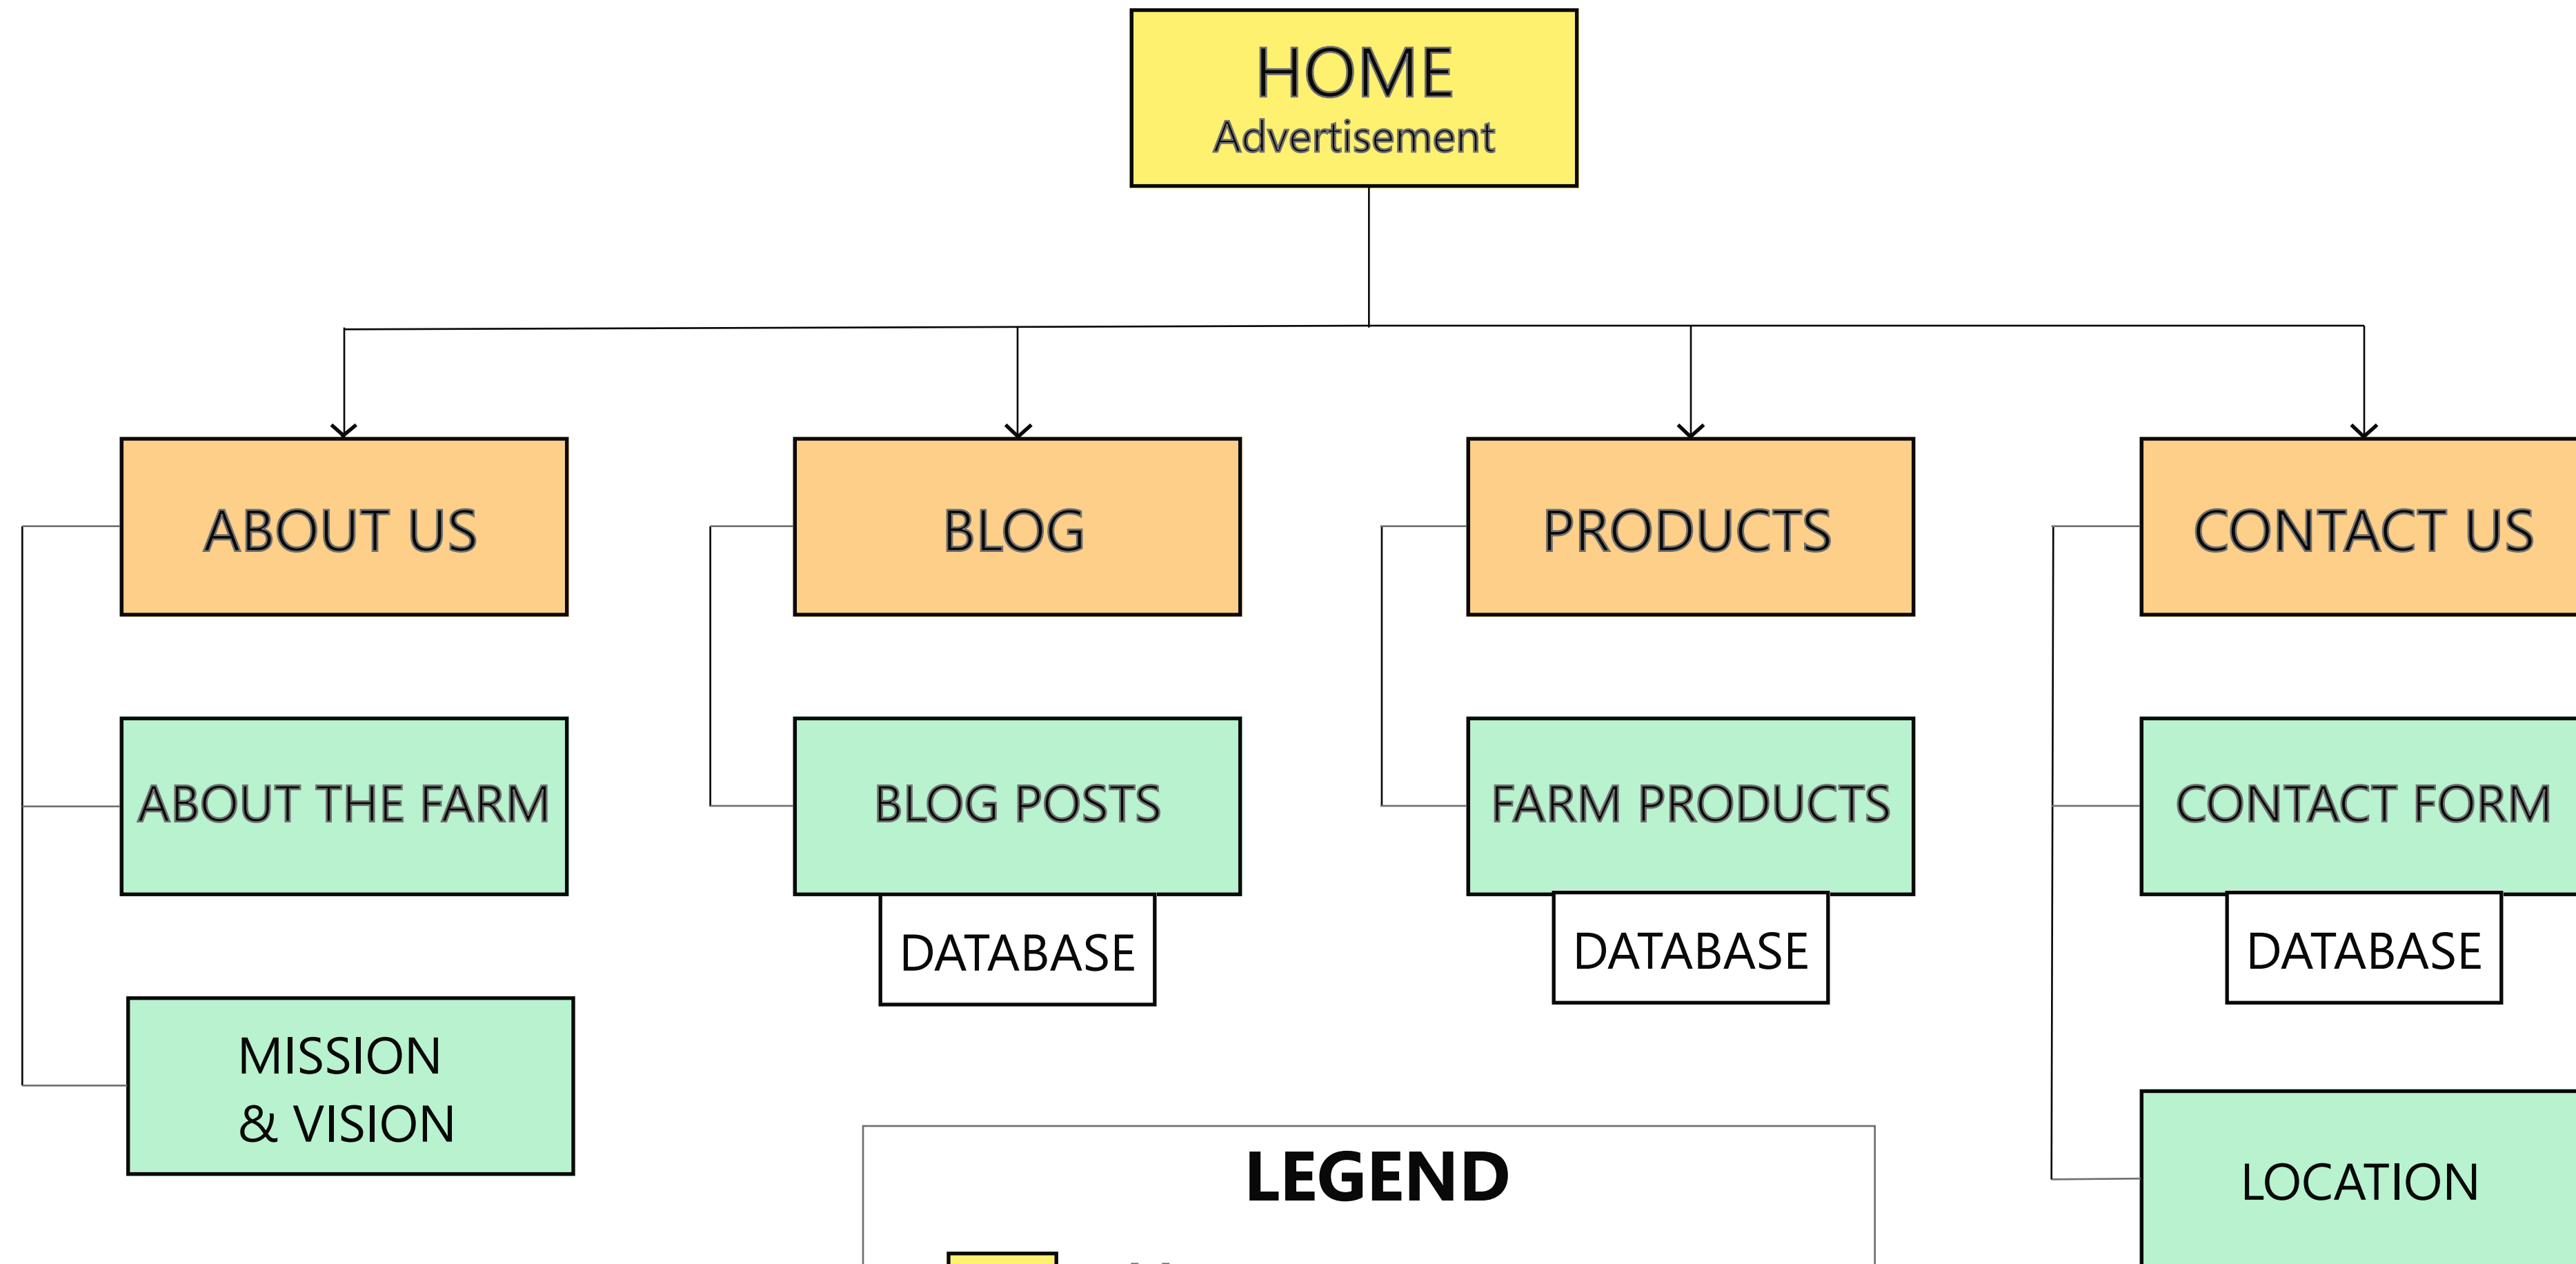 HOME
Advertisement
ABOUT US
BLOG
PRODUCTS
CONTACT US
ABOUT THE FARM
BLOG POSTS
FARM PRODUCTS
CONTACT FORM
DATABASE
DATABASE
DATABASE
MISSION
& VISION
LEGEND
LOCATION